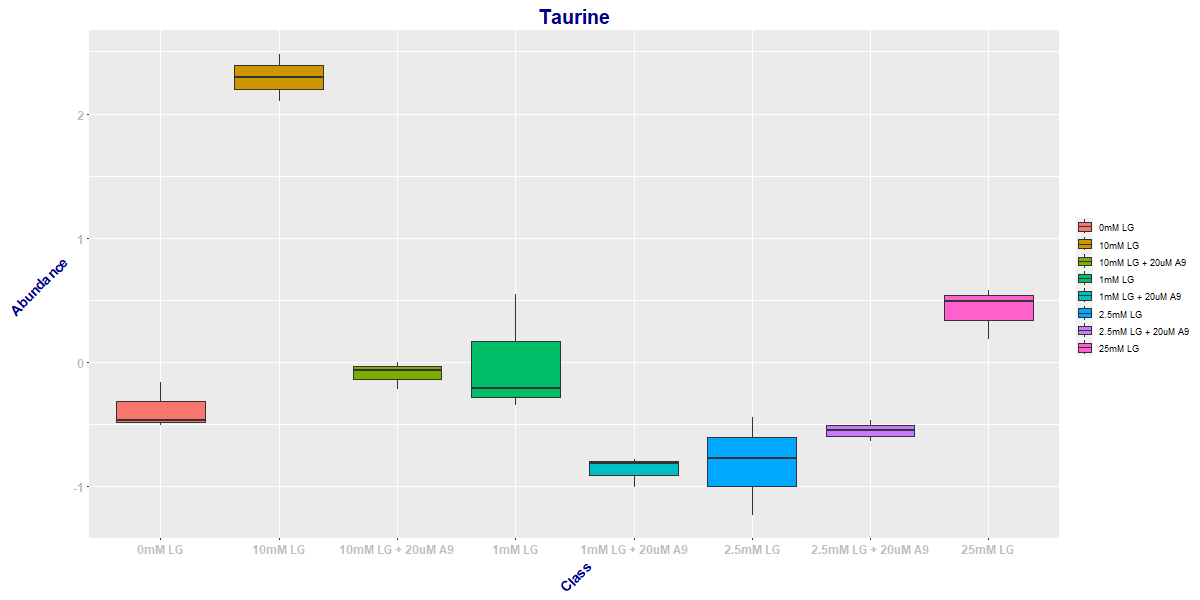 Taurine
2
1
0
-1
Abundance
0mM LG
10mM LG
10mM LG + 20uM A9
1mM LG
1mM LG + 20uM A9
2.5mM LG
2.5mM LG + 20uM A9
25mM LG
Class
0mM LG
10mM LG
10mM LG + 20uM A9
1mM LG
1mM LG + 20uM A9
2.5mM LG
2.5mM LG + 20uM A9
25mM LG